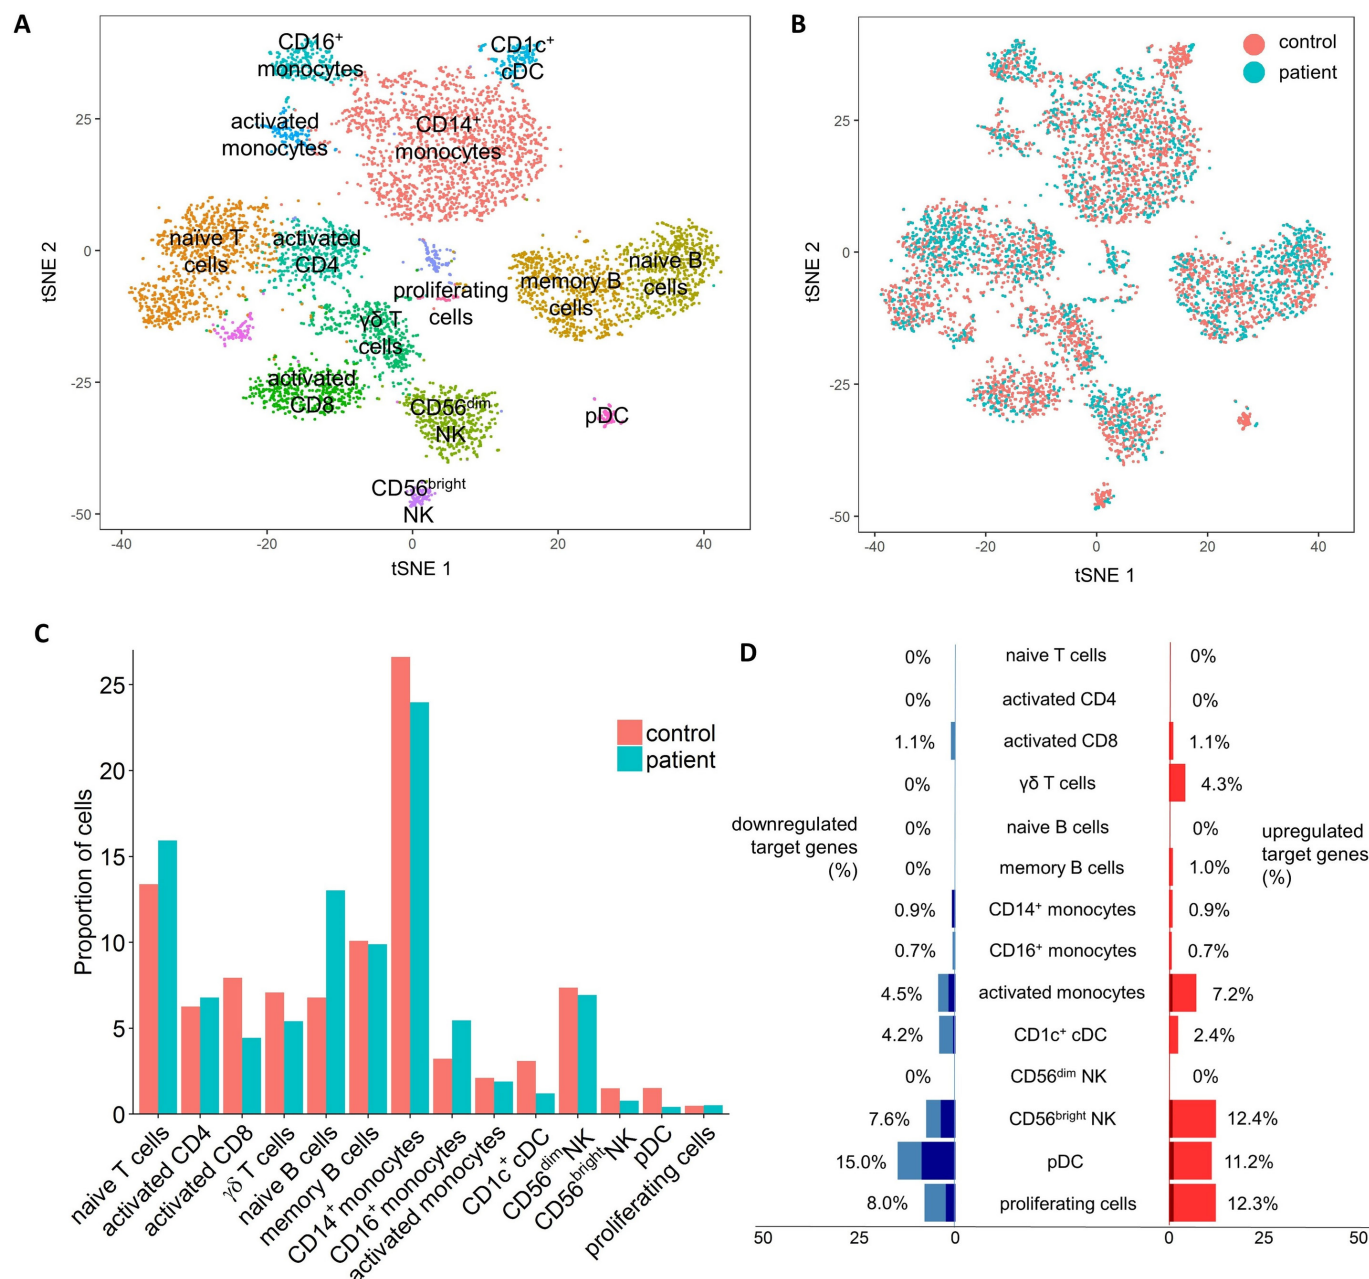 A
CD16⁺
monocytes
CD1c⁺
cDC
activated
monocytes
CD14⁺
monocytes
naïve T
cells
activated
CD4
proliferating
cells
memory B
cells
naive B
cells
γδ T
cells
activated
CD8
CD56ᵈⁱᵐ
NK
pDC
CD56ᵇʳⁱᵍʰᵗ
NK
25
0
-25
-50
-40
-20
0
20
40
tSNE 2
tSNE 1
B
control
patient
25
0
-25
-50
-40
-20
0
20
40
tSNE 2
tSNE 1
C
Proportion of cells
25
20
15
10
5
0
control
patient
naive T cells
activated CD4
activated CD8
γδ T cells
naive B cells
memory B cells
CD14⁺ monocytes
CD16⁺ monocytes
activated monocytes
CD1c⁺ cDC
CD56ᵈⁱᵐNK
CD56ᵇʳⁱᵍʰᵗNK
pDC
proliferating cells
D
0% naive T cells 0%
0% activated CD4 0%
1.1% activated CD8 1.1%
0% γδ T cells 4.3%
0% naive B cells 0%
0% memory B cells 1.0%
0.9% CD14⁺ monocytes 0.9%
0.7% CD16⁺ monocytes 0.7%
4.5% activated monocytes 7.2%
4.2% CD1c⁺ cDC 2.4%
0% CD56ᵈⁱᵐ NK 0%
7.6% CD56ᵇʳⁱᵍʰᵗ NK 12.4%
15.0% pDC 11.2%
8.0% proliferating cells 12.3%
downregulated
target genes
(%)
upregulated
target genes
(%)
50 25 0 0 25 50